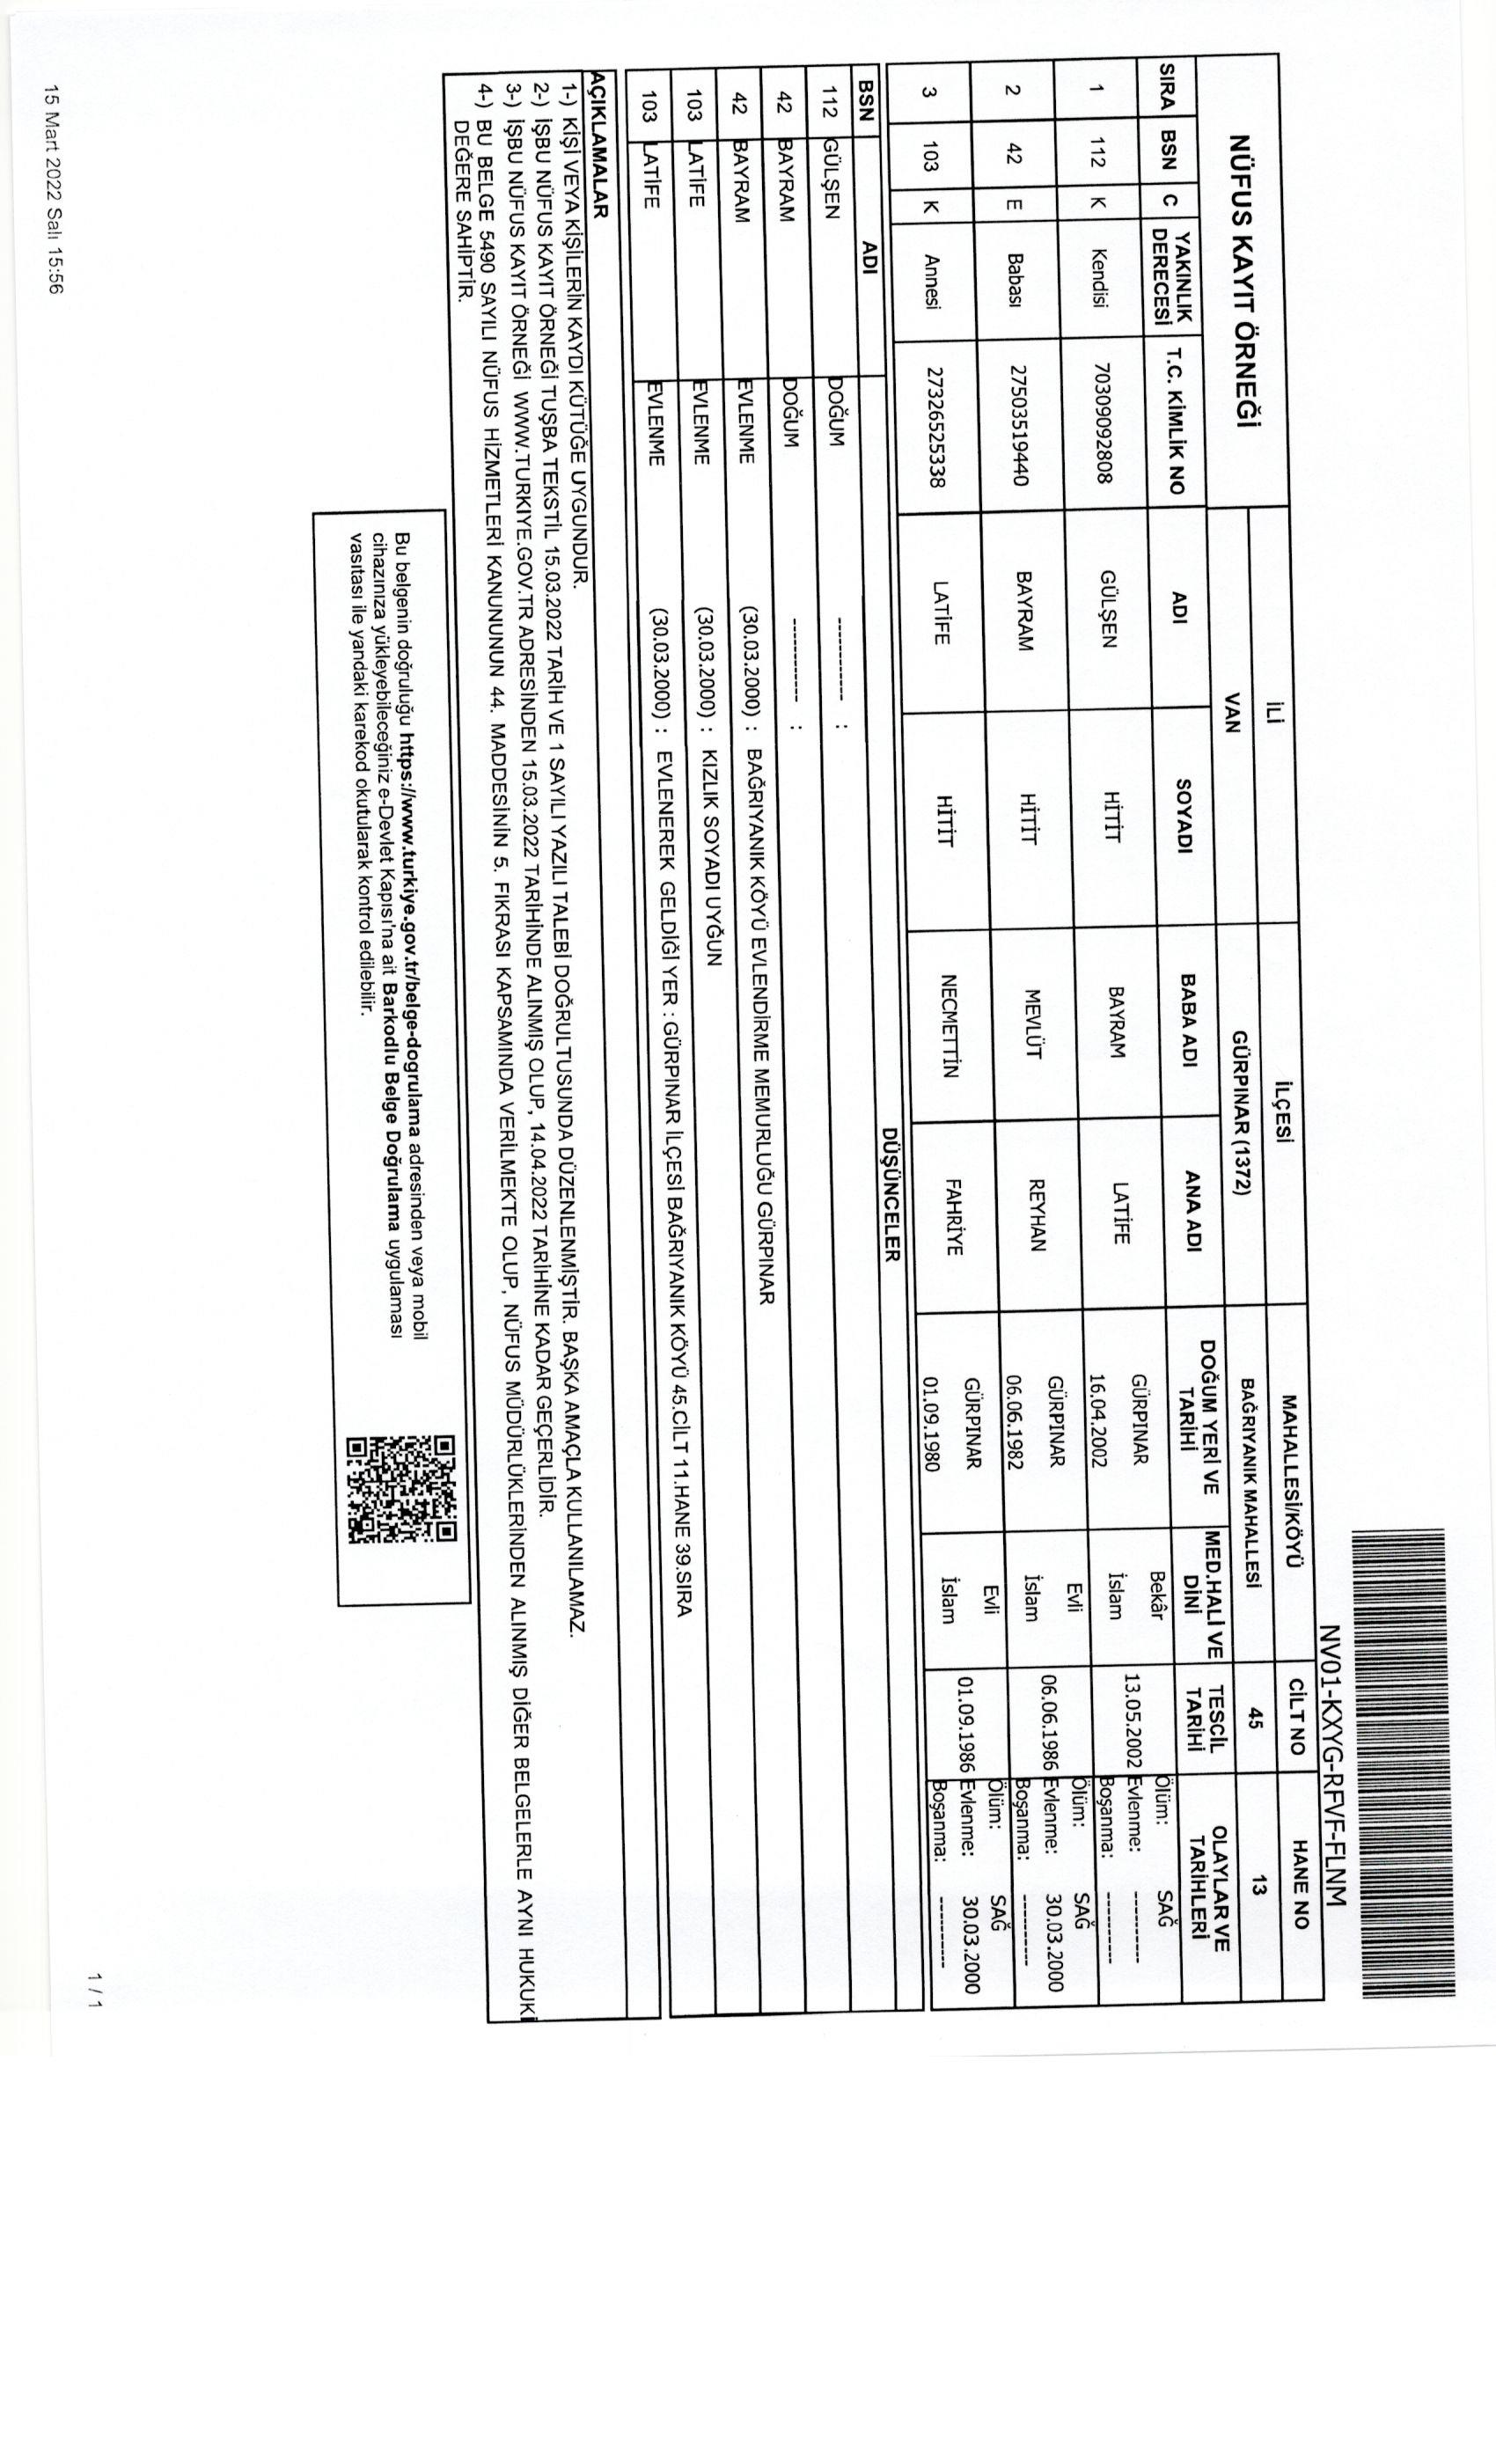 NV01-KXYG-RFVF-FLNM
NÜFUS KAYIT ÖRNEĞİ
İLİ İLÇESİ MAHALLESİ/KÖYÜ CİLT NO HANE NO
VAN GÜRPINAR (1372) BAĞRIYANIK MAHALLESİ 45 13
SIRA BSN C YAKINLIK DERECESİ T.C. KİMLİK NO ADI SOYADI BABA ADI ANA ADI DOĞUM YERİ VE TARİHİ MED.HALİ VE DİNİ TESCİL TARİHİ OLAYLAR VE TARİHLERİ
1 112 K Kendisi 70309092808 GÜLŞEN HİTİT BAYRAM LATİFE GÜRPINAR 16.04.2002 Bekâr İslam 13.05.2002 Ölüm: SAĞ Evlenme: ---------- Boşanma: ----------
2 42 E Babası 27503519440 BAYRAM HİTİT MEVLÜT REYHAN GÜRPINAR 06.06.1982 Evli İslam 06.06.1986 Ölüm: SAĞ Evlenme: 30.03.2000 Boşanma: ----------
3 103 K Annesi 27326525338 LATİFE HİTİT NECMETTİN FAHRİYE GÜRPINAR 01.09.1980 Evli İslam 01.09.1986 Ölüm: SAĞ Evlenme: 30.03.2000 Boşanma: ----------
BSN ADI DÜŞÜNCELER
112 GÜLŞEN DOĞUM ----------- :
42 BAYRAM DOĞUM ----------- :
42 BAYRAM EVLENME (30.03.2000) : BAĞRIYANIK KÖYÜ EVLENDİRME MEMURLUĞU GÜRPINAR
103 LATİFE EVLENME (30.03.2000) : KIZLIK SOYADI UYĞUN
103 LATİFE EVLENME (30.03.2000) : EVLENEREK GELDİĞİ YER : GÜRPINAR İLÇESİ BAĞRIYANIK KÖYÜ 45.CİLT 11.HANE 39.SIRA
AÇIKLAMALAR
1-) KİŞİ VEYA KİŞİLERİN KAYDI KÜTÜĞE UYGUNDUR.
2-) İŞBU NÜFUS KAYIT ÖRNEĞİ TUŞBA TEKSTİL 15.03.2022 TARİH VE 1 SAYILI YAZILI TALEBİ DOĞRULTUSUNDA DÜZENLENMİŞTİR. BAŞKA AMAÇLA KULLANILAMAZ.
3-) İŞBU NÜFUS KAYIT ÖRNEĞİ WWW.TURKIYE.GOV.TR ADRESİNDEN 15.03.2022 TARİHİNDE ALINMIŞ OLUP, 14.04.2022 TARİHİNE KADAR GEÇERLİDİR.
4-) BU BELGE 5490 SAYILI NÜFUS HİZMETLERİ KANUNUNUN 44. MADDESİNİN 5. FIKRASI KAPSAMINDA VERİLMEKTE OLUP, NÜFUS MÜDÜRLÜKLERİNDEN ALINMIŞ DİĞER BELGELERLE AYNI HUKUKİ
DEĞERE SAHİPTİR.
Bu belgenin doğruluğu https://www.turkiye.gov.tr/belge-dogrulama adresinden veya mobil
cihazınıza yükleyebileceğiniz e-Devlet Kapısı'na ait Barkodlu Belge Doğrulama uygulaması
vasıtası ile yandaki karekod okutularak kontrol edilebilir.
15 Mart 2022 Salı 15:56
1 / 1